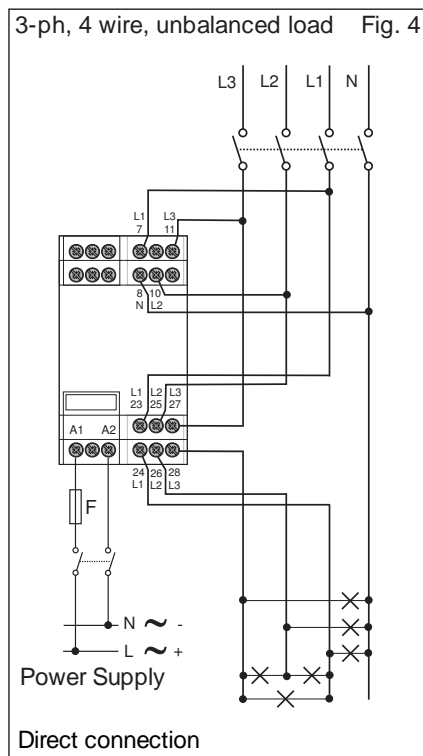 3-ph, 4 wire, unbalanced load Fig. 4
L3 L2 L1 N
L1 L3
7 11
8 10
N L2
L1 L2 L3
23 25 27
A1 A2
24 26 28
L1 L2 L3
F
N ~ -
L ~ +
Power Supply
Direct connection